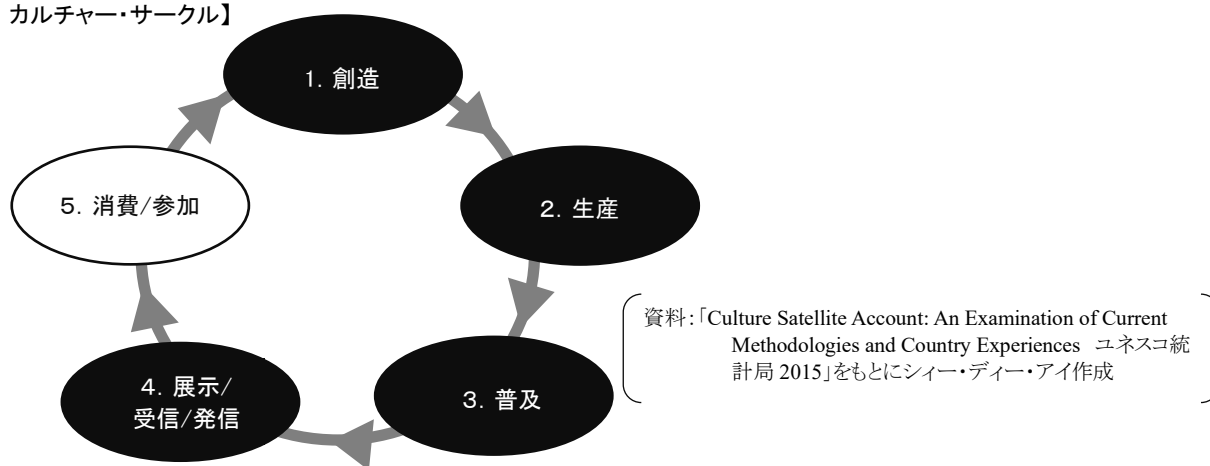 カルチャー・サークル】
1. 創造
2. 生産
3. 普及
4. 展示/
受信/発信
5. 消費/参加
資料:「Culture Satellite Account: An Examination of Current
Methodologies and Country Experiences ユネスコ統
計局 2015」をもとにシィー・ディー・アイ作成